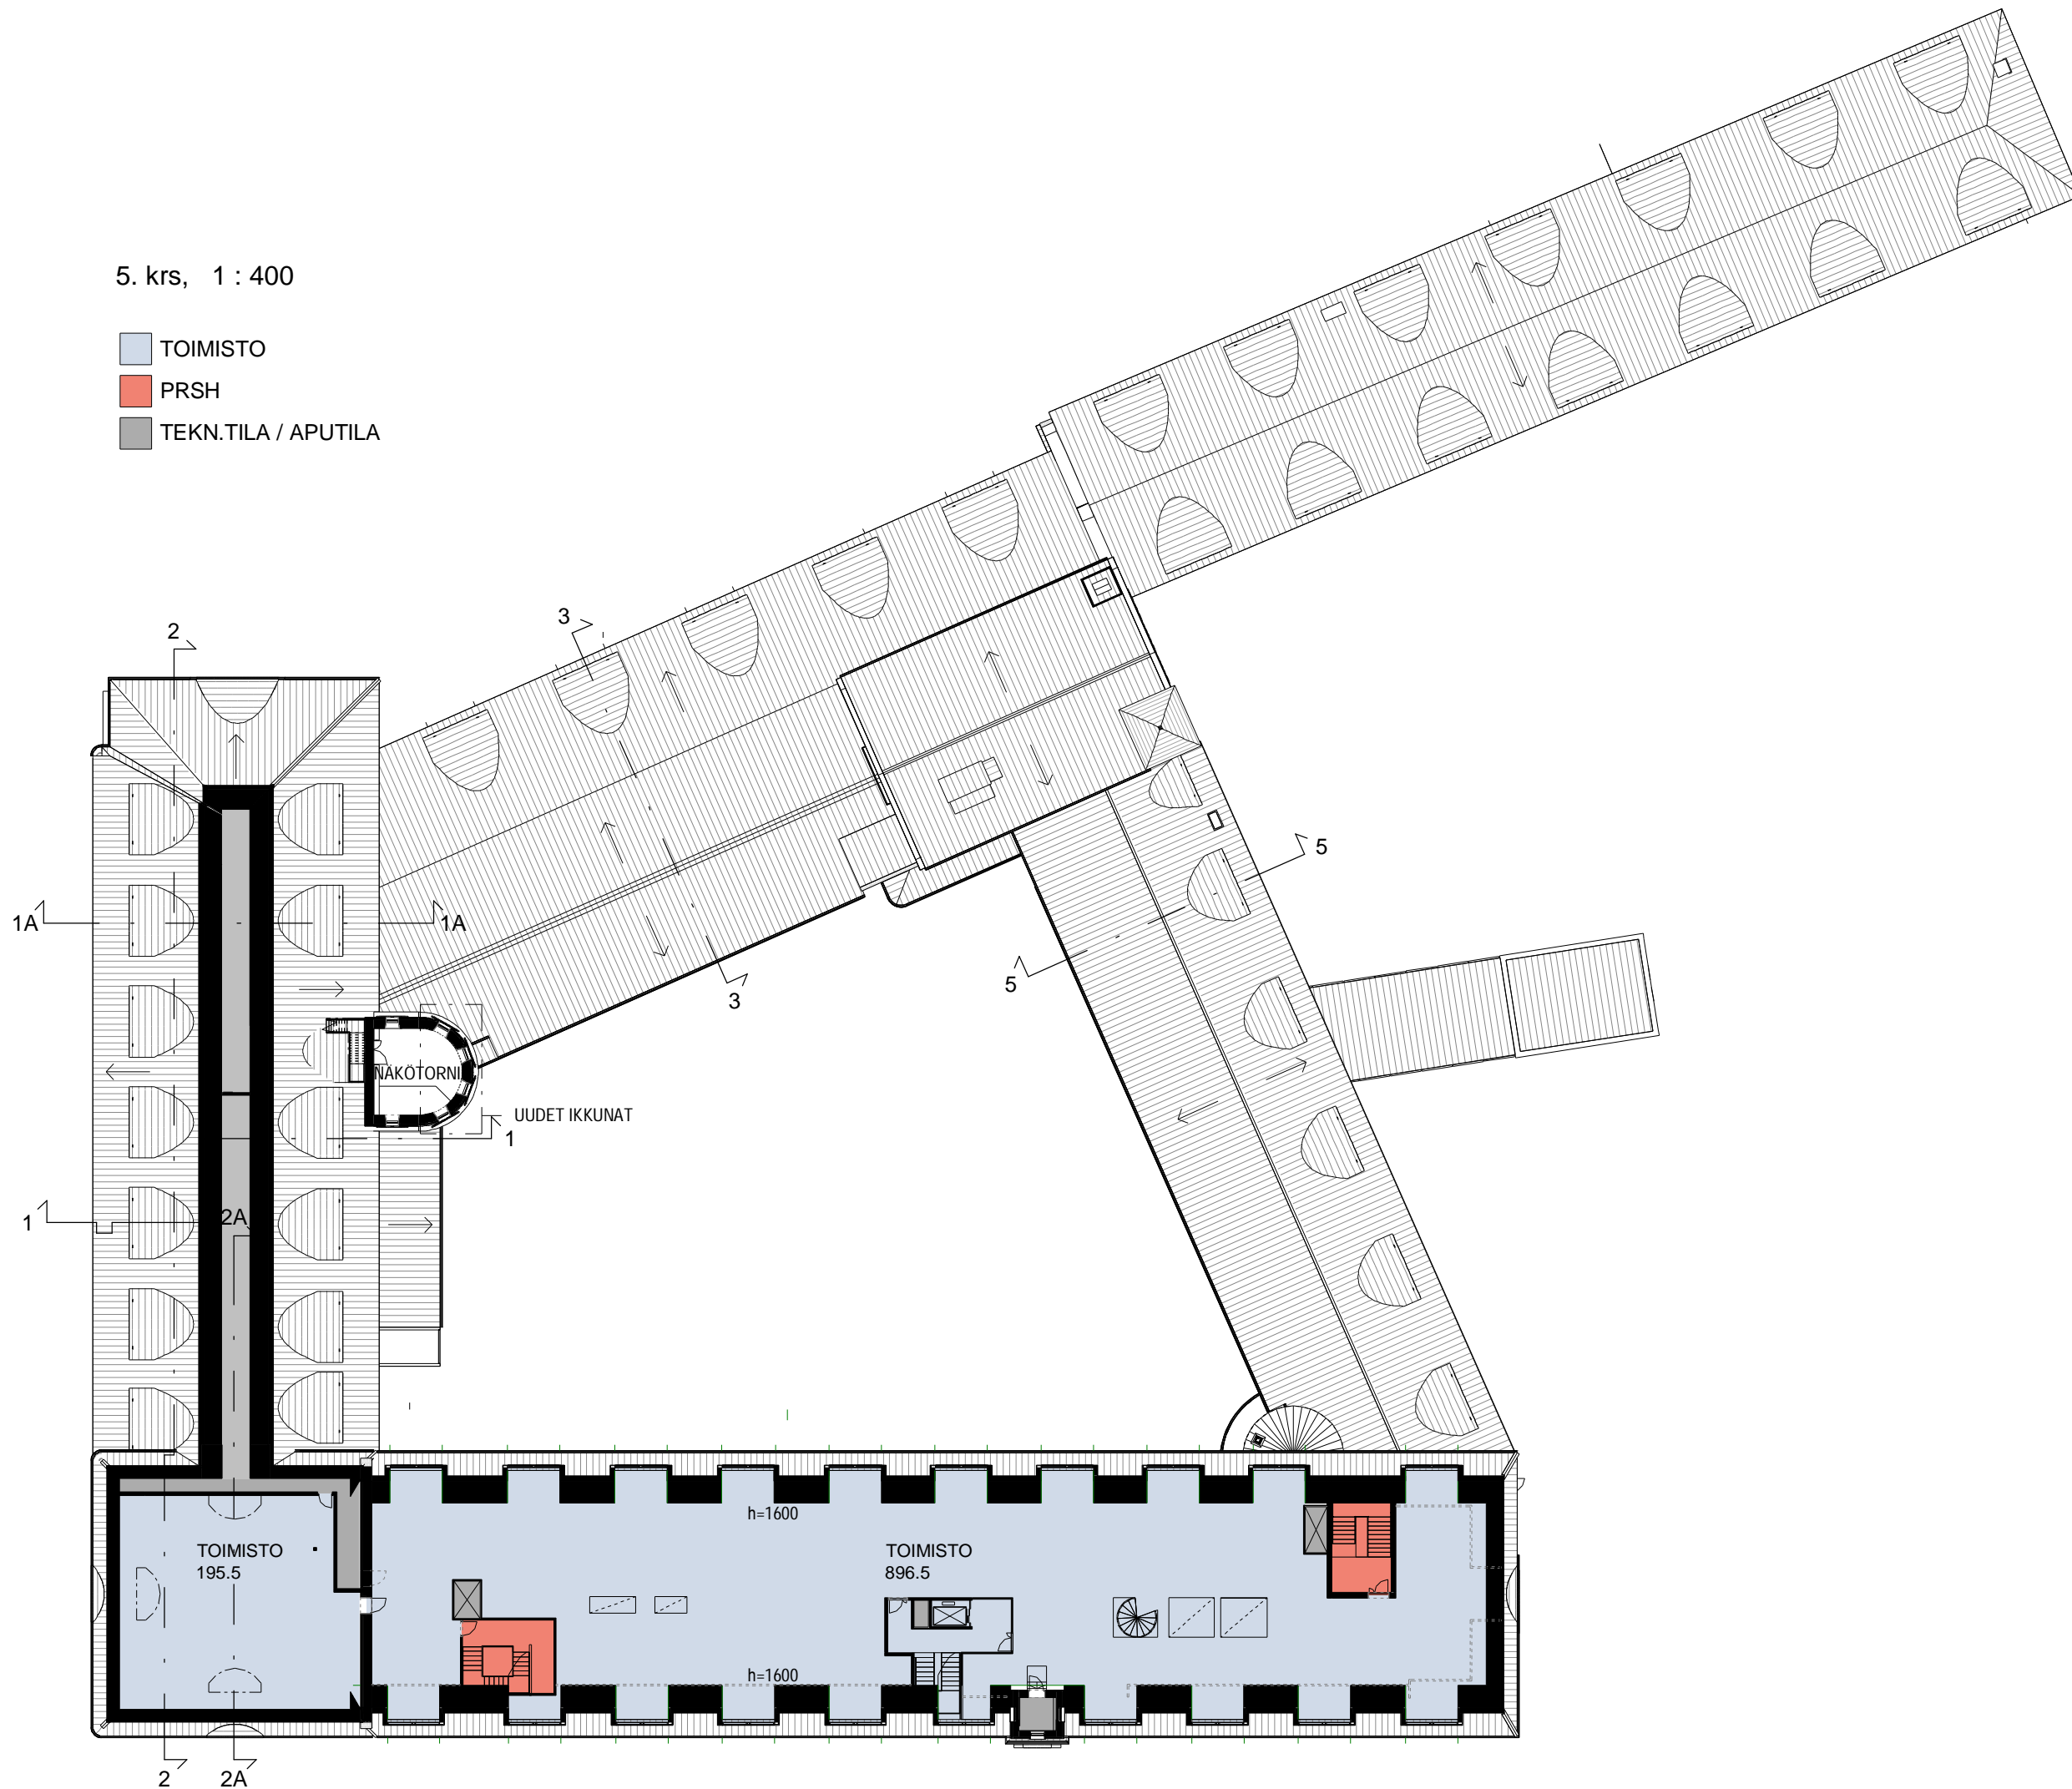 5. krs, 1 : 400
TOIMISTO
PRSH
TEKN.TILA / APUTILA
3
2
5
1A
1A
5
3
NÄKÖTORNI
UUDET IKKUNAT
1
1
2A
h=1600
TOIMISTO
195.5
TOIMISTO
896.5
h=1600
2
2A